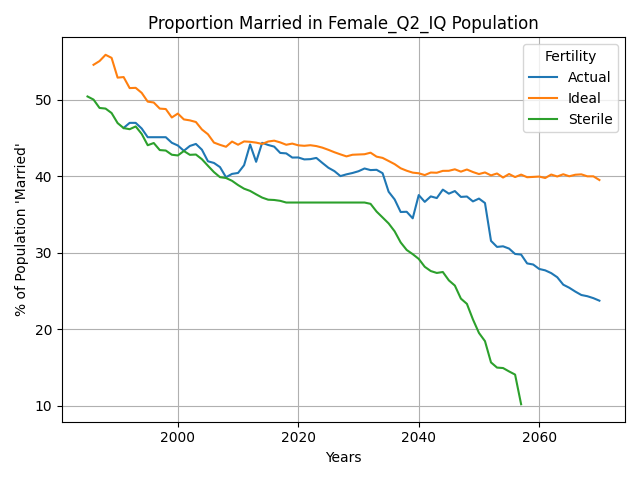 Proportion Married in Female_Q2_IQ Population
% of Population 'Married'
50
40
30
20
10
2000
2020
2040
2060
Years
Fertility
Actual
Ideal
Sterile